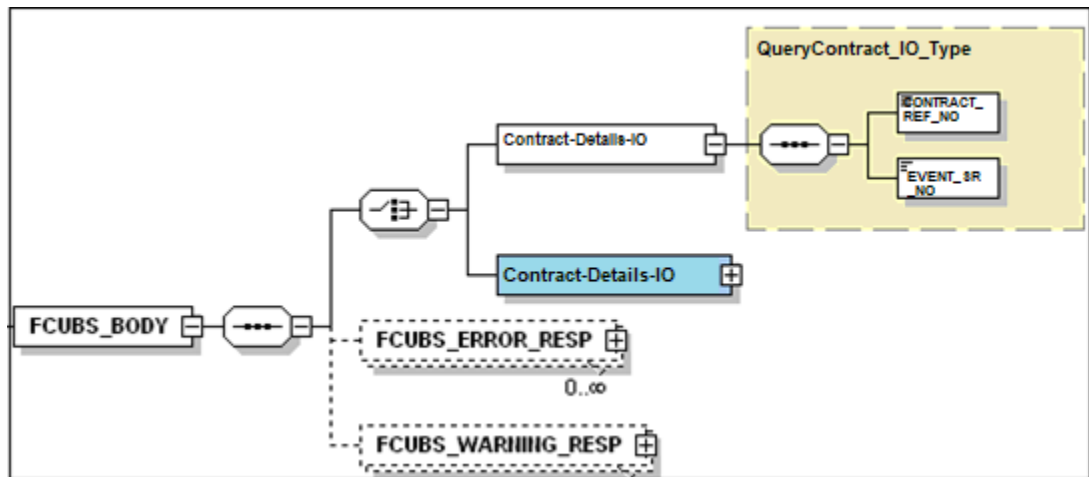 QueryContract_IO_Type
CONTRACT_
REF_NO
Contract-Details-IO
EVENT_SR
_NO
Contract-Details-IO
FCUBS_BODY
FCUBS_ERROR_RESP
0..∞
FCUBS_WARNING_RESP